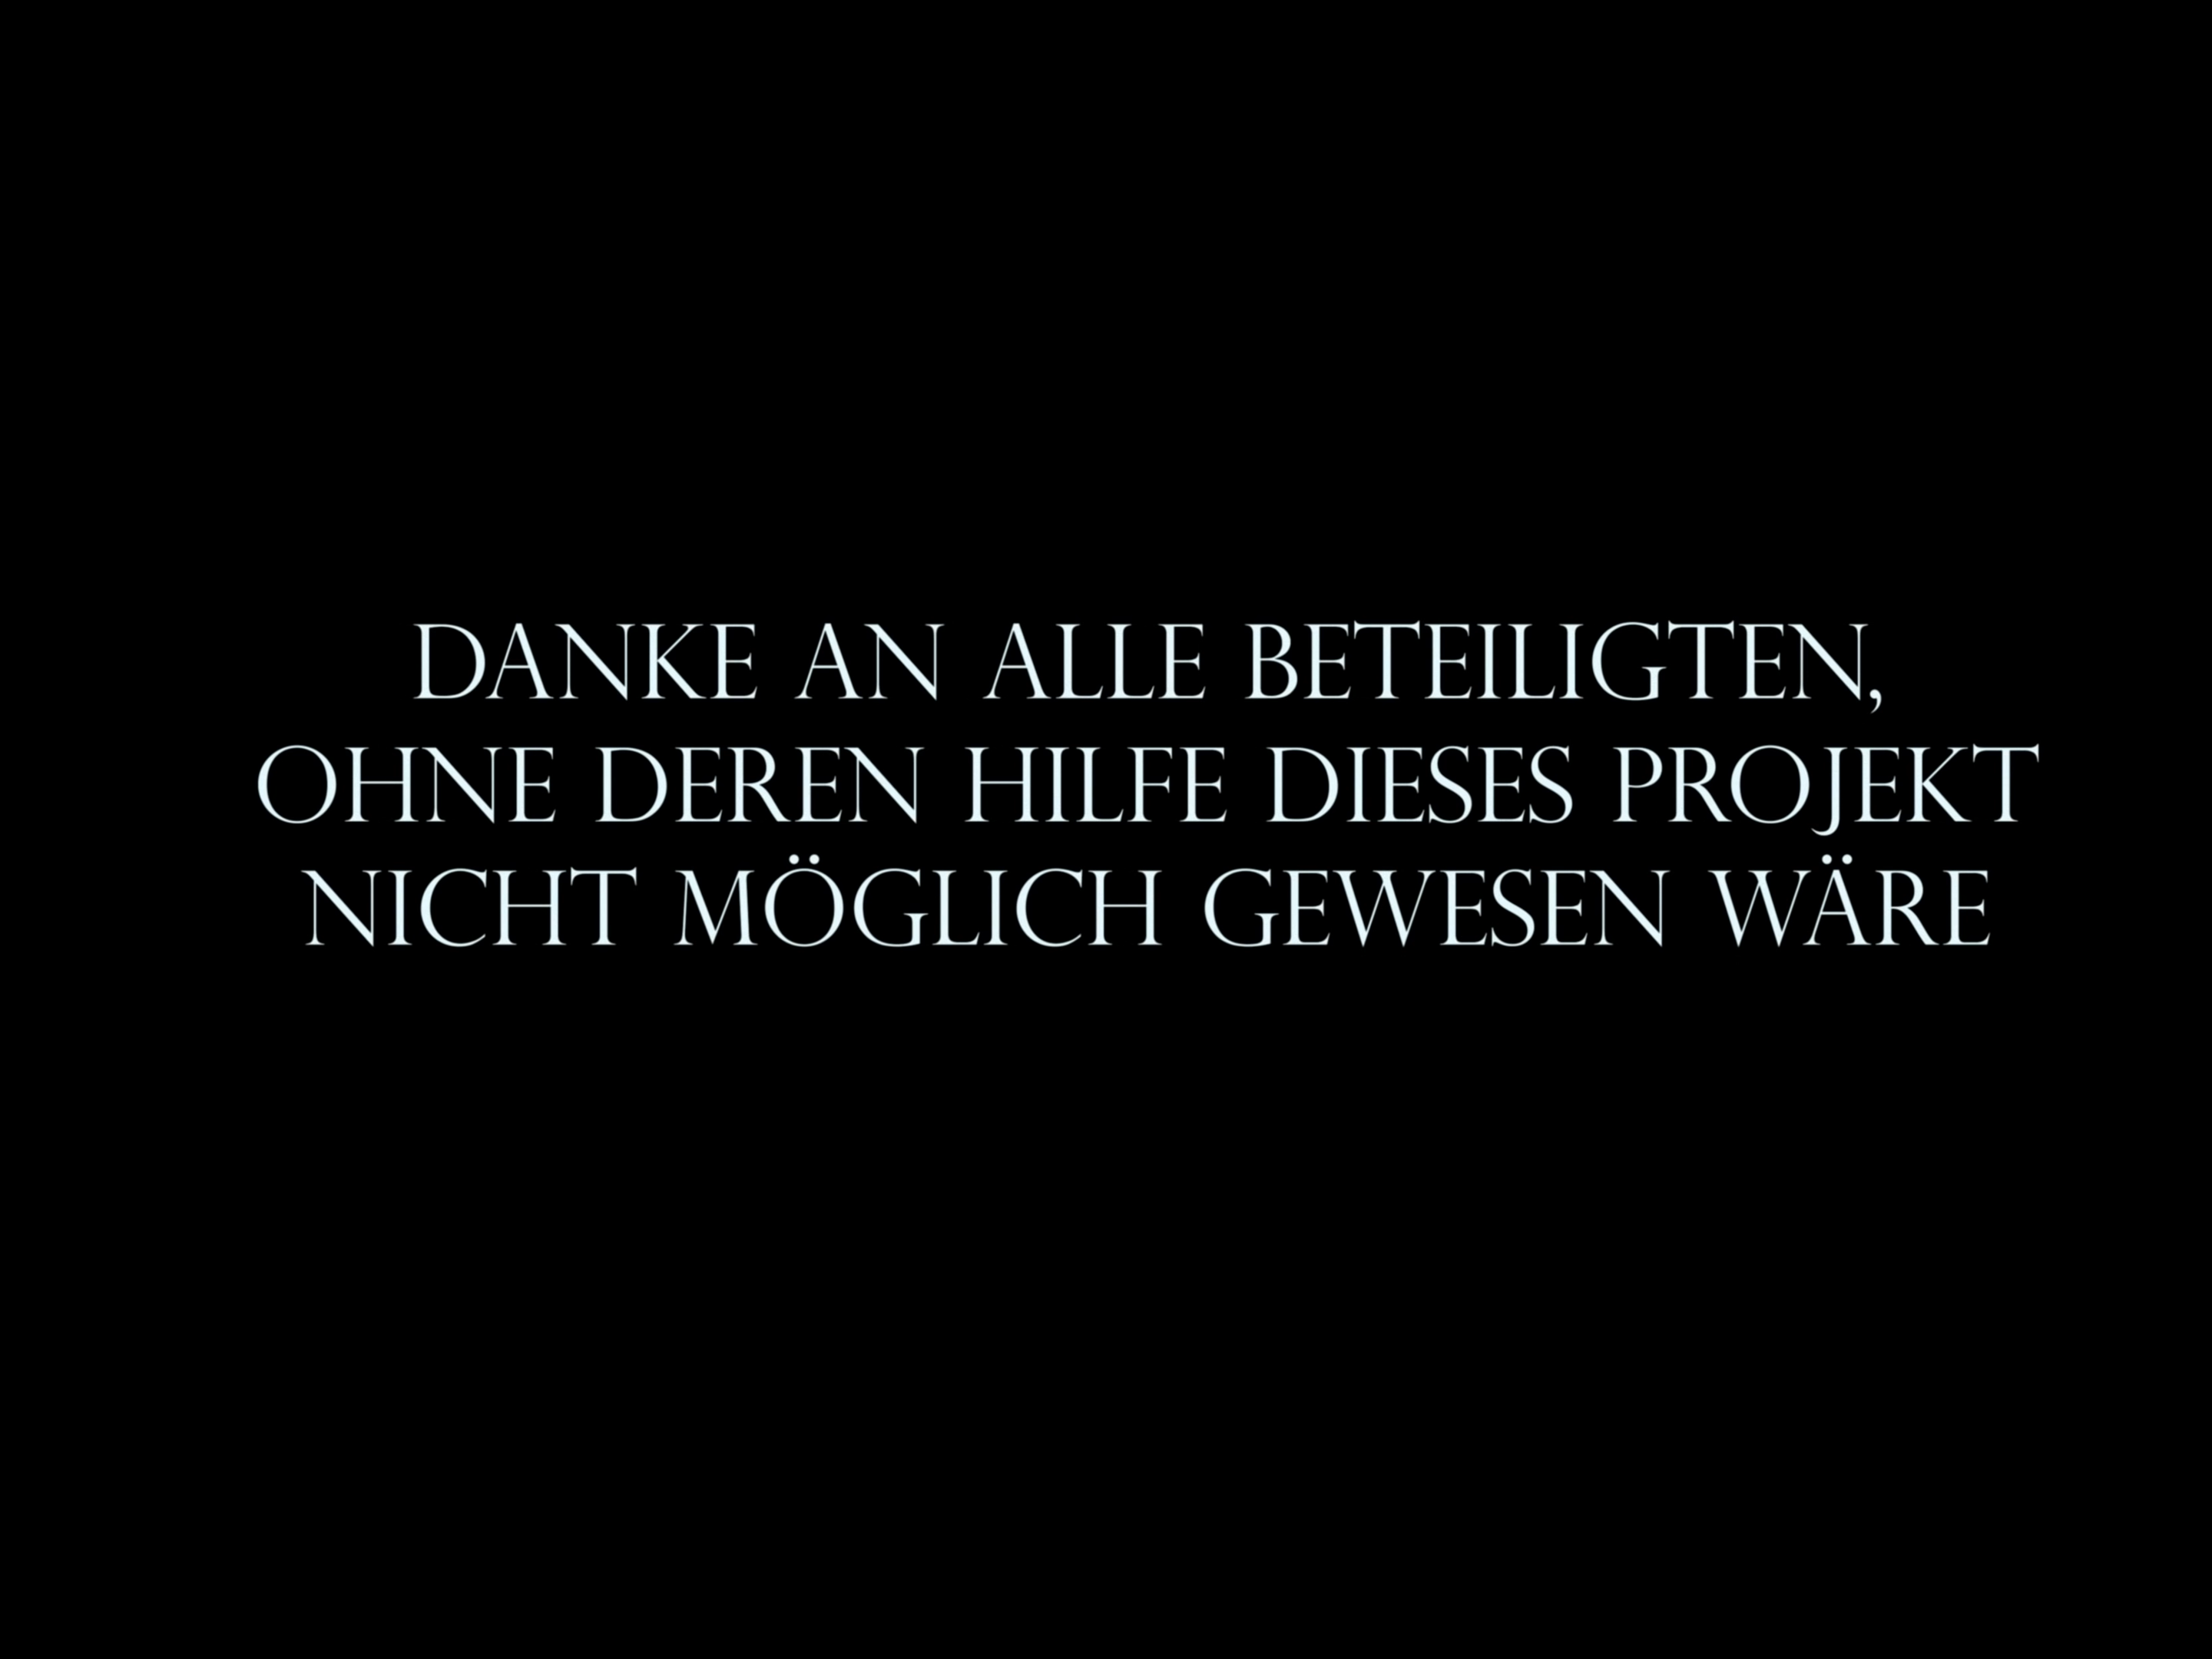 DANKE AN ALLE BETEILIGTEN,
OHNE DEREN HILFE DIESES PROJEKT
NICHT MÖGLICH GEWESEN WÄRE